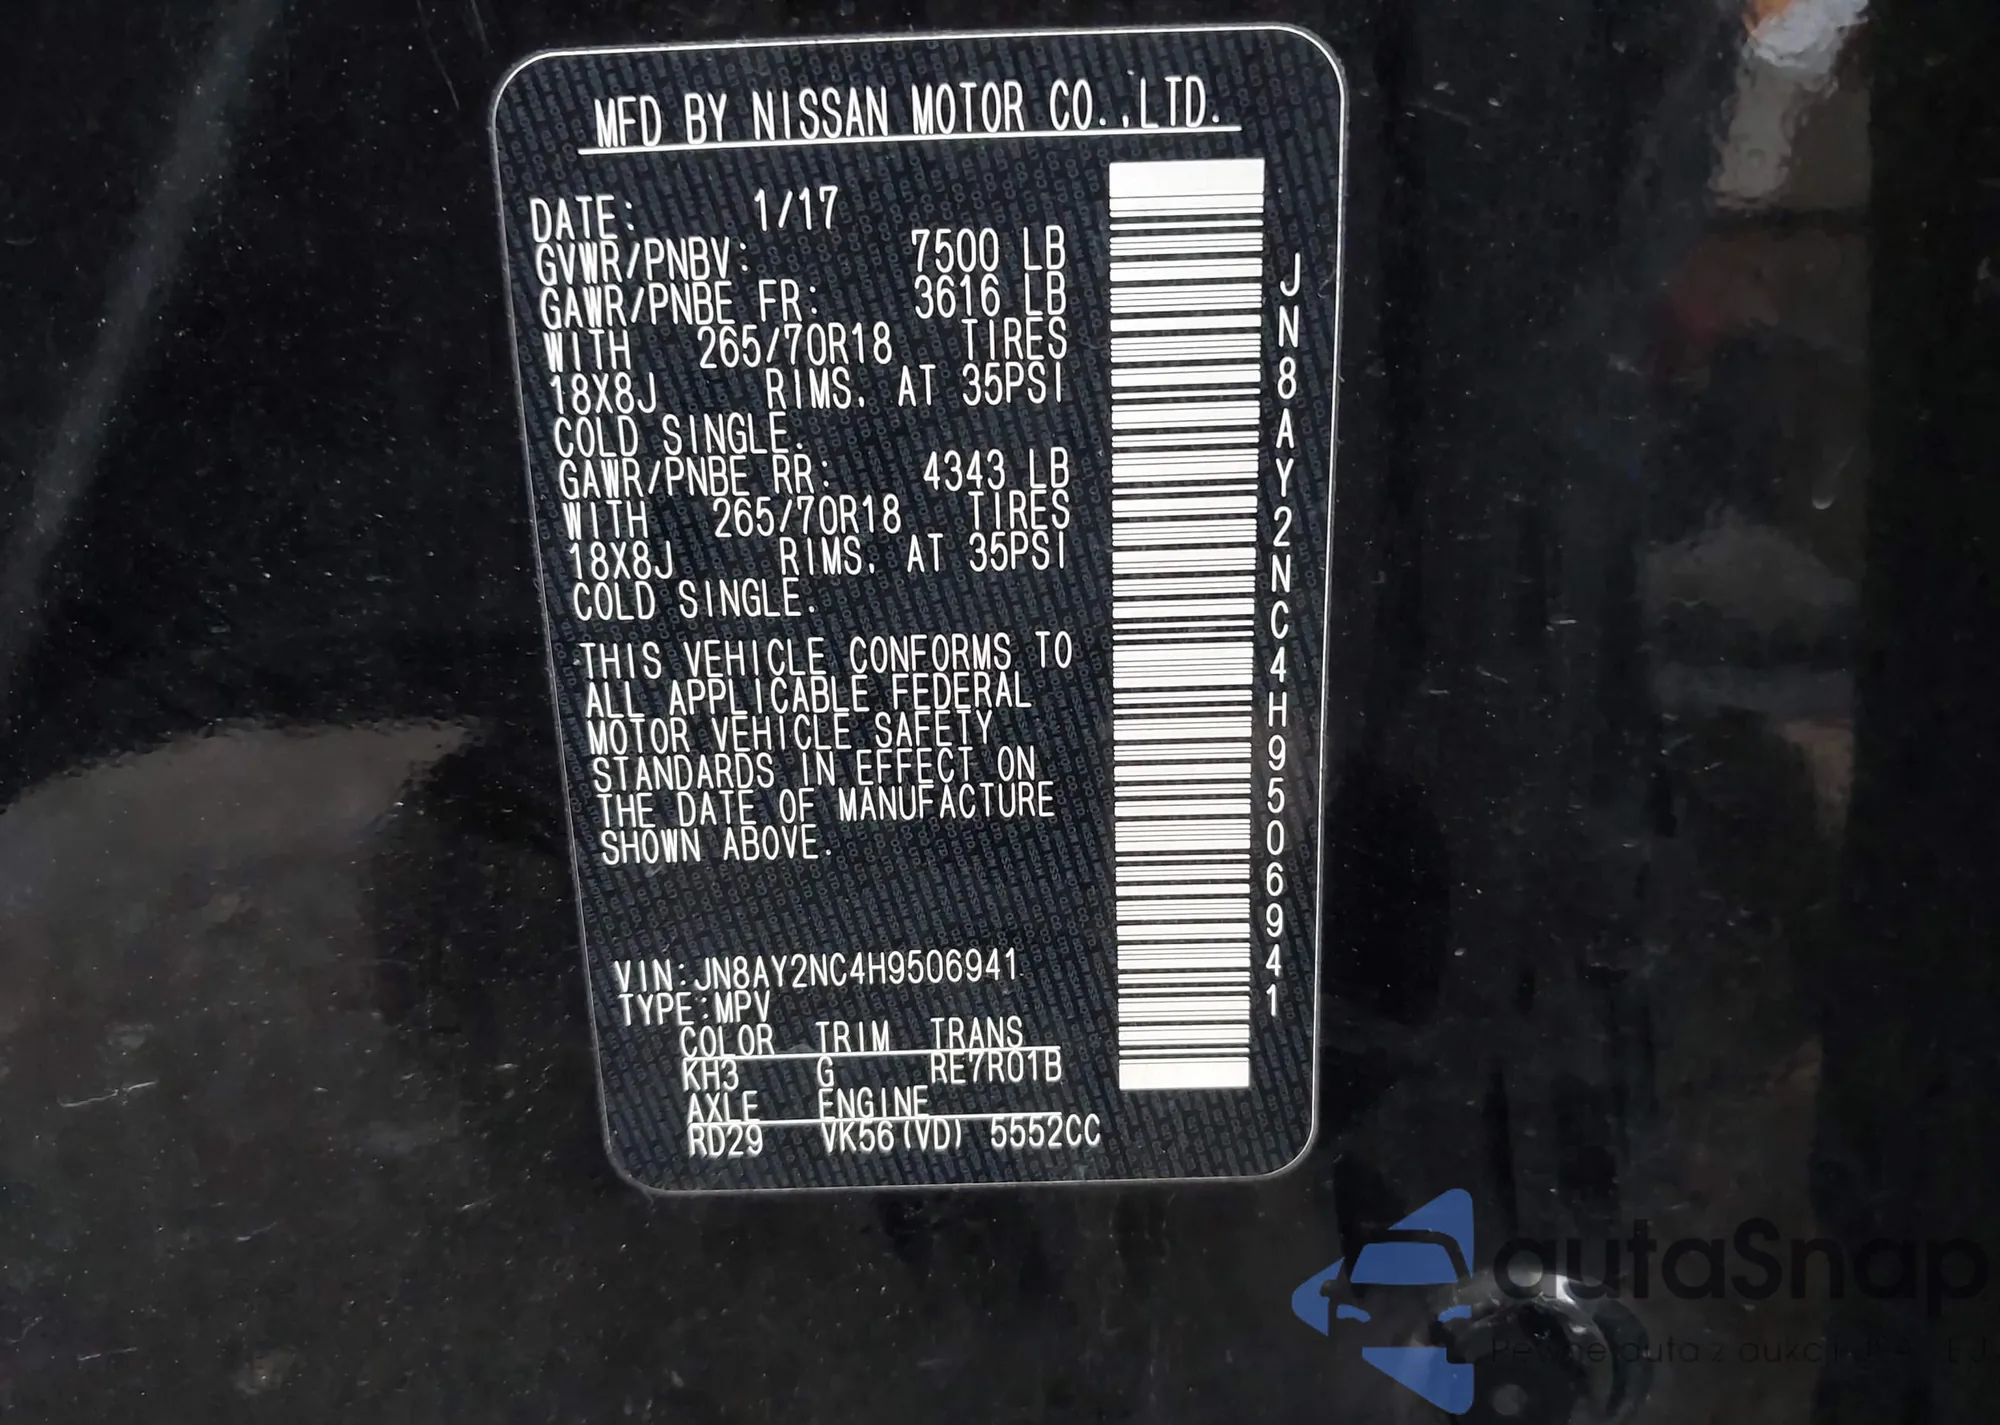 MFD BY NISSAN MOTOR CO.,LTD.
DATE: 1/17
GVWR/PNBV: 7500 LB
GAWR/PNBE FR: 3616 LB
WITH 265/70R18 TIRES
18X8J RIMS. AT 35PSI
COLD SINGLE.
GAWR/PNBE RR: 4343 LB
WITH 265/70R18 TIRES
18X8J RIMS. AT 35PSI
COLD SINGLE.
THIS VEHICLE CONFORMS TO
ALL APPLICABLE FEDERAL
MOTOR VEHICLE SAFETY
STANDARDS IN EFFECT ON
THE DATE OF MANUFACTURE
SHOWN ABOVE.
VIN:JN8AY2NC4H9506941
TYPE:MPV
COLOR TRIM TRANS
KH3 G RE7R01B
AXLE ENGINE
RD29 VK56(VD) 5552CC
JN8AY2NC4H9506941
autaSnap
auta z